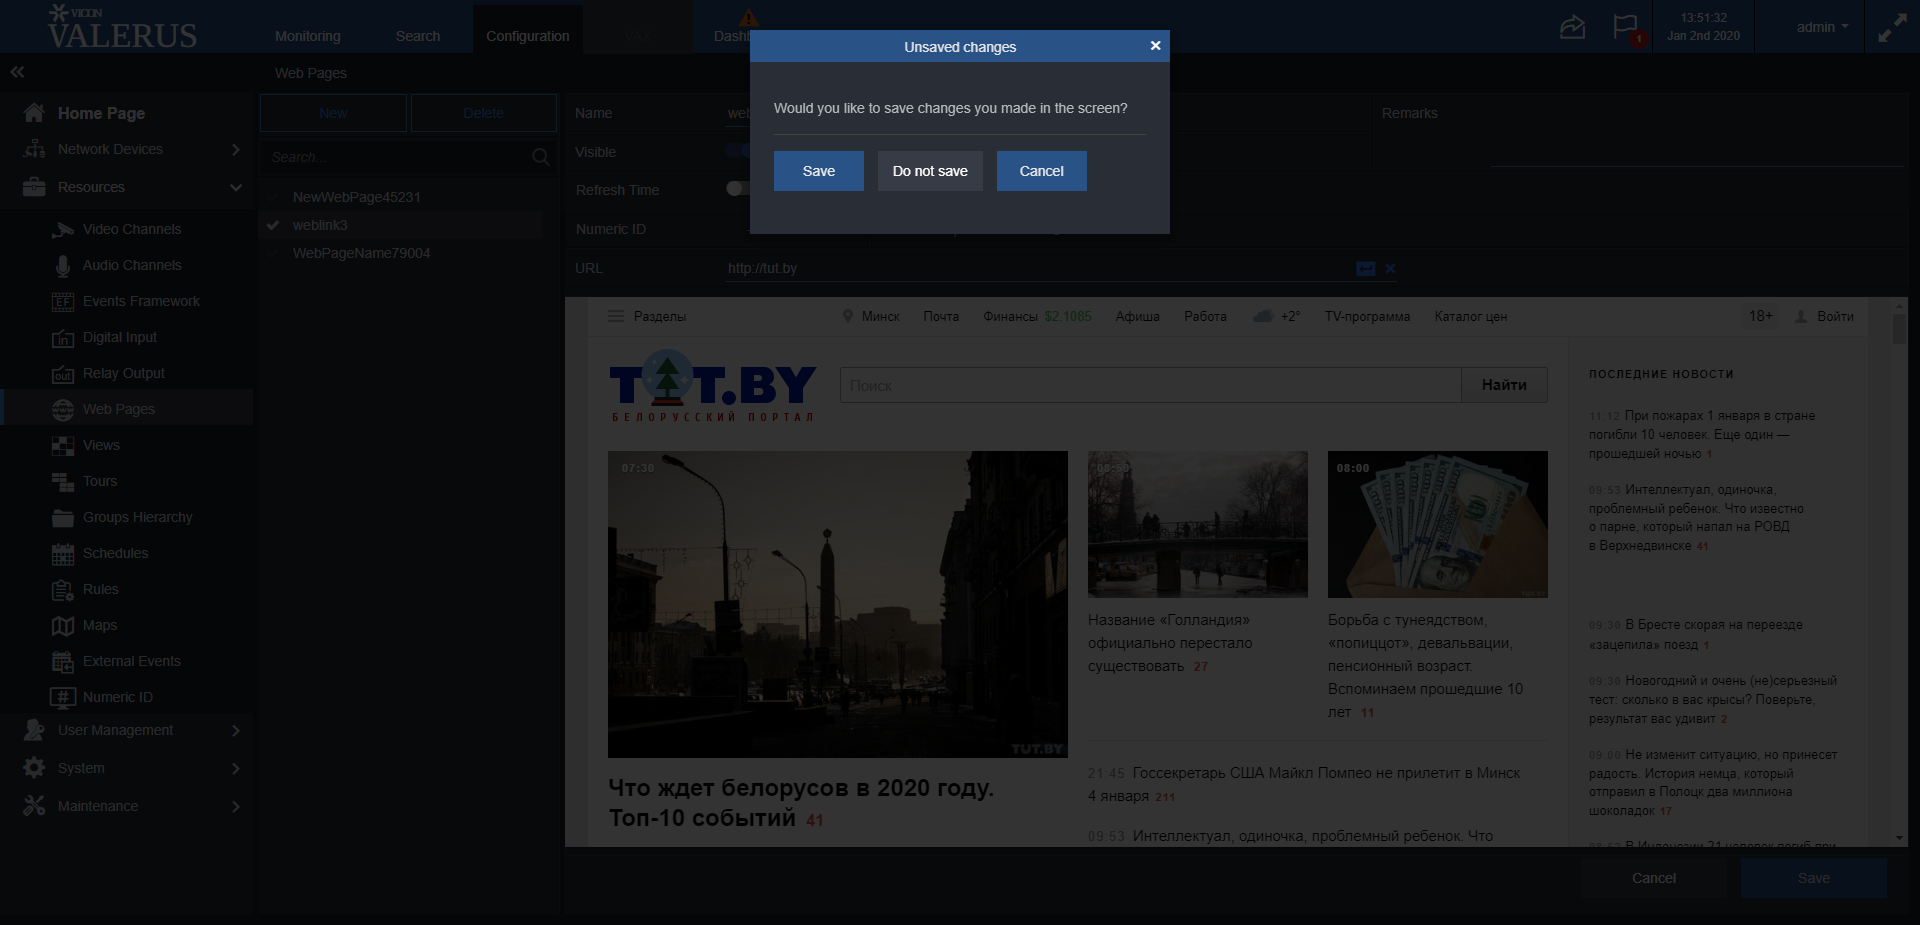 VICON
VALERUS
Monitoring
Search
Configuration
VAX
13:51:32
Jan 2nd 2020
1
admin
Unsaved changes
Would you like to save changes you made in the screen?
Save
Do not save
Cancel
Web Pages
Home Page
Network Devices
Resources
Video Channels
Audio Channels
Events Framework
Digital Input
Relay Output
Web Pages
Views
Tours
Groups Hierarchy
Schedules
Rules
Maps
External Events
Numeric ID
User Management
System
Maintenance
New
Delete
Search...
NewWebPage45231
weblink3
WebPageName79004
Name
Visible
Refresh Time
Numeric ID
URL
http://tut.by
Remarks
Разделы
Минск
Почта
Финансы $2.1085
Афиша
Работа
+2°
TV-программа
Каталог цен
18+
Войти
TUT.BY
БЕЛОРУССКИЙ ПОРТАЛ
Поиск
Найти
07:30
TUT.BY
Что ждет белорусов в 2020 году.
Топ-10 событий 41
Название «Голландия»
официально перестало
существовать 27
08:00
Борьба с тунеядством,
«попиццот», девальвации,
пенсионный возраст.
Вспоминаем прошедшие 10
лет 11
21:45 Госсекретарь США Майкл Помпео не прилетит в Минск
4 января 211
09:53 Интеллектуал, одиночка, проблемный ребенок. Что
ПОСЛЕДНИЕ НОВОСТИ
11:12 При пожарах 1 января в стране
погибли 10 человек. Еще один —
прошедшей ночью 1
09:53 Интеллектуал, одиночка,
проблемный ребенок. Что известно
о парне, который напал на РОВД
в Верхнедвинске 41
09:30 В Бресте скорая на переезде
«зацепила» поезд 1
09:30 Новогодний и очень (не)серьезный
тест: сколько в вас крысы? Поверьте,
результат вас удивит 2
09:00 Не изменит ситуацию, но принесет
радость. История немца, который
отправил в Полоцк два миллиона
шоколадок 17
Cancel
Save